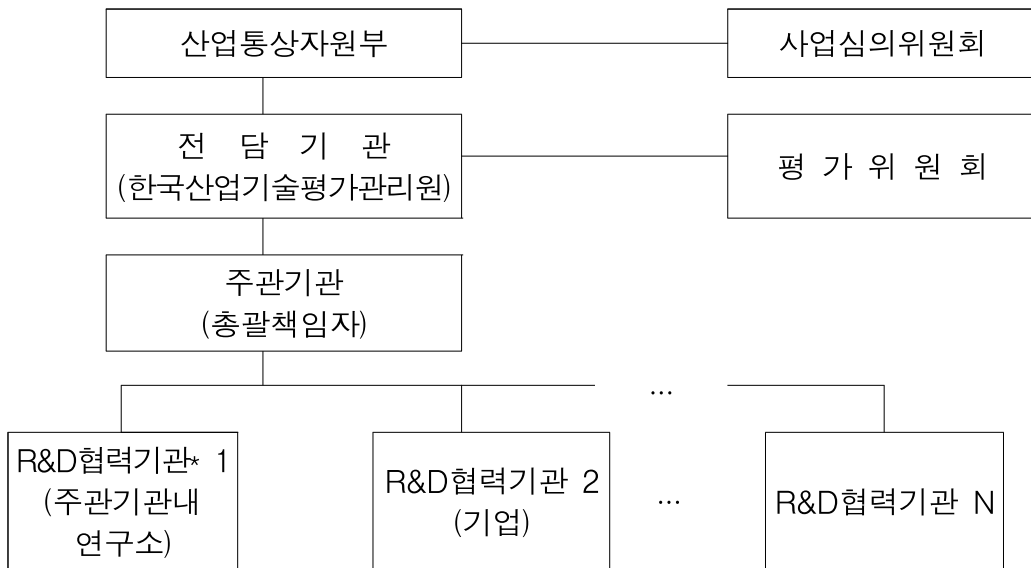 산업통상자원부
사업심의위원회
전 담 기 관
(한국산업기술평가관리원)
평 가 위 원 회
주관기관
(총괄책임자)
...
R&D협력기관* 1
(주관기관내
연구소)
R&D협력기관 2
(기업)
...
R&D협력기관 N